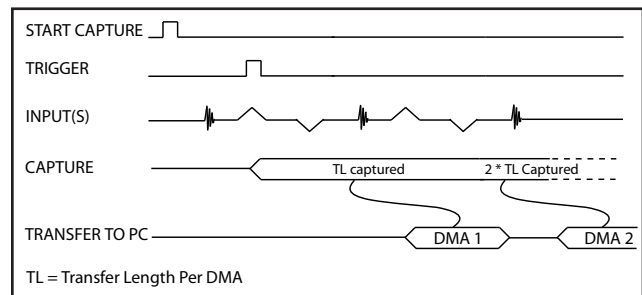 START CAPTURE
TRIGGER
INPUT(S)
CAPTURE
TL captured
2 * TL Captured
TRANSFER TO PC
DMA 1
DMA 2
TL = Transfer Length Per DMA